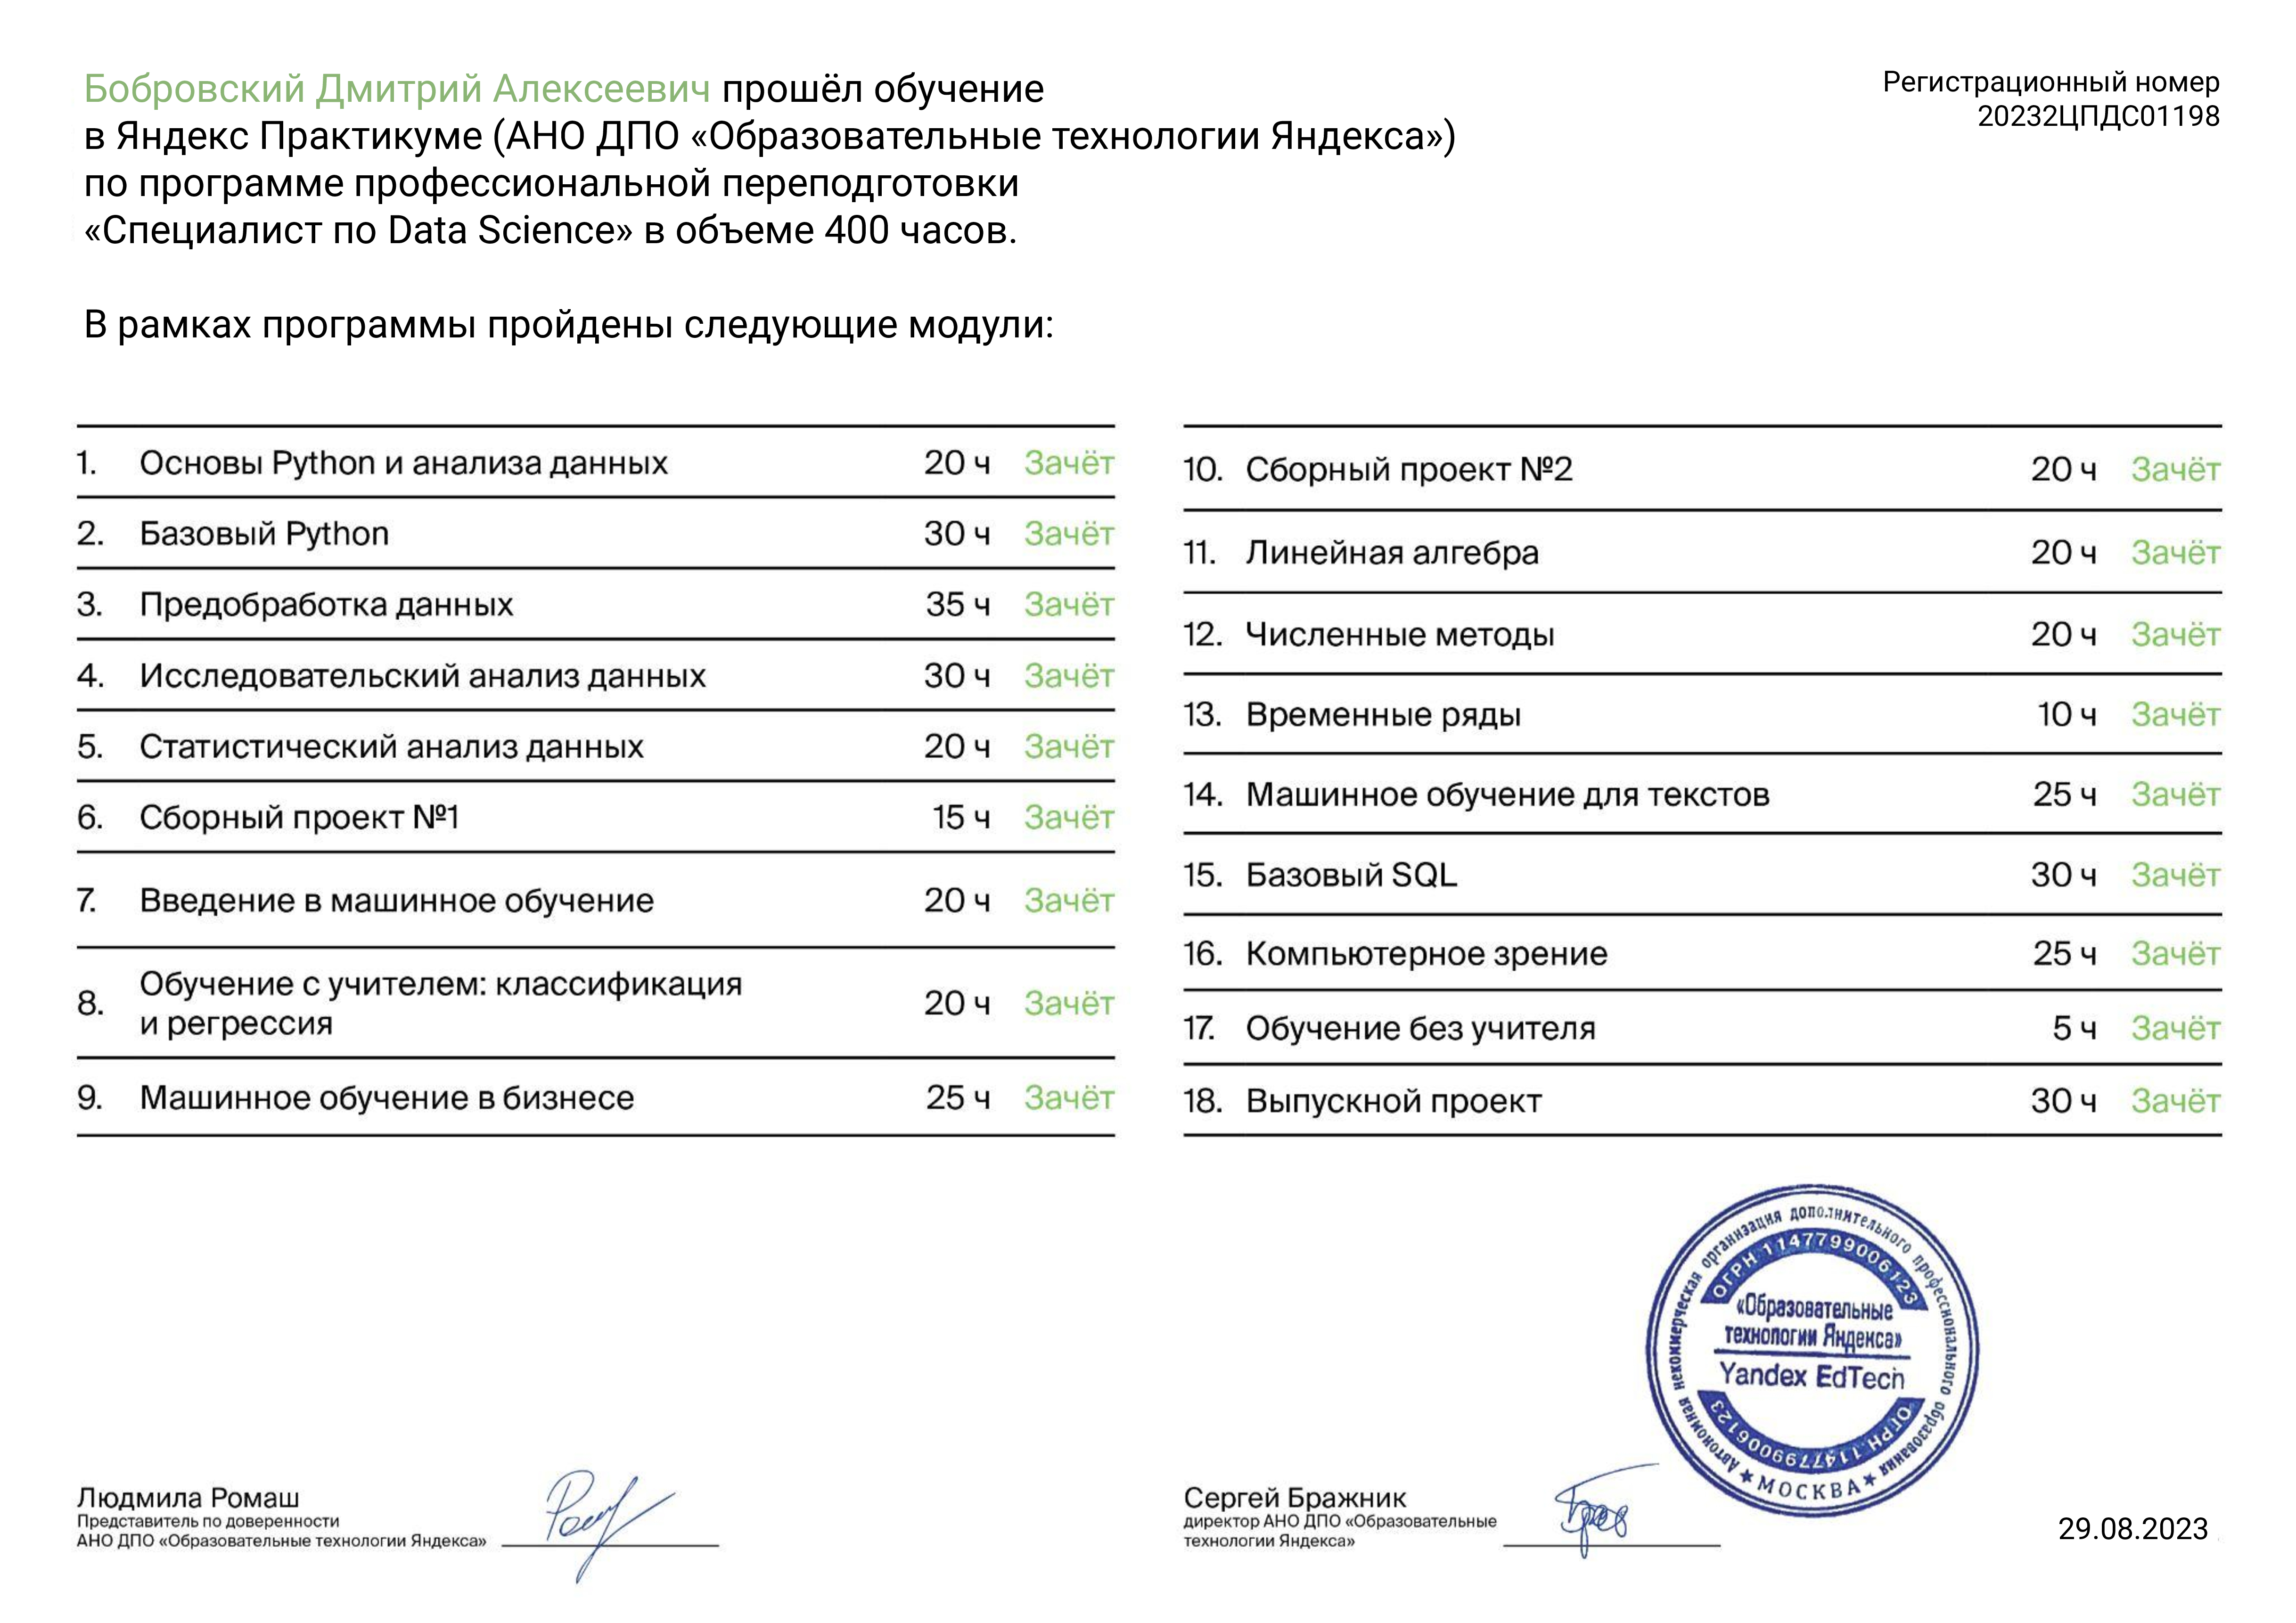 Бобровский Дмитрий Алексеевич прошёл обучение
в Яндекс Практикуме (АНО ДПО «Образовательные технологии Яндекса»)
по программе профессиональной переподготовки
«Специалист по Data Science» в объеме 400 часов.
Регистрационный номер
20232ЦПДС01198
В рамках программы пройдены следующие модули:
1. Основы Python и анализа данных 20 ч Зачёт
2. Базовый Python 30 ч Зачёт
3. Предобработка данных 35 ч Зачёт
4. Исследовательский анализ данных 30 ч Зачёт
5. Статистический анализ данных 20 ч Зачёт
6. Сборный проект №1 15 ч Зачёт
7. Введение в машинное обучение 20 ч Зачёт
8. Обучение с учителем: классификация
и регрессия 20 ч Зачёт
9. Машинное обучение в бизнесе 25 ч Зачёт
10. Сборный проект №2 20 ч Зачёт
11. Линейная алгебра 20 ч Зачёт
12. Численные методы 20 ч Зачёт
13. Временные ряды 10 ч Зачёт
14. Машинное обучение для текстов 25 ч Зачёт
15. Базовый SQL 30 ч Зачёт
16. Компьютерное зрение 25 ч Зачёт
17. Обучение без учителя 5 ч Зачёт
18. Выпускной проект 30 ч Зачёт
Автономная некоммерческая организация дополнительного профессионального образования
ОГРН 1147799006123
«Образовательные
технологии Яндекса»
Yandex EdTech
ОГРН 1147799006123
МОСКВА
Людмила Ромаш
Представитель по доверенности
АНО ДПО «Образовательные технологии Яндекса»
Сергей Бражник
директор АНО ДПО «Образовательные
технологии Яндекса»
29.08.2023